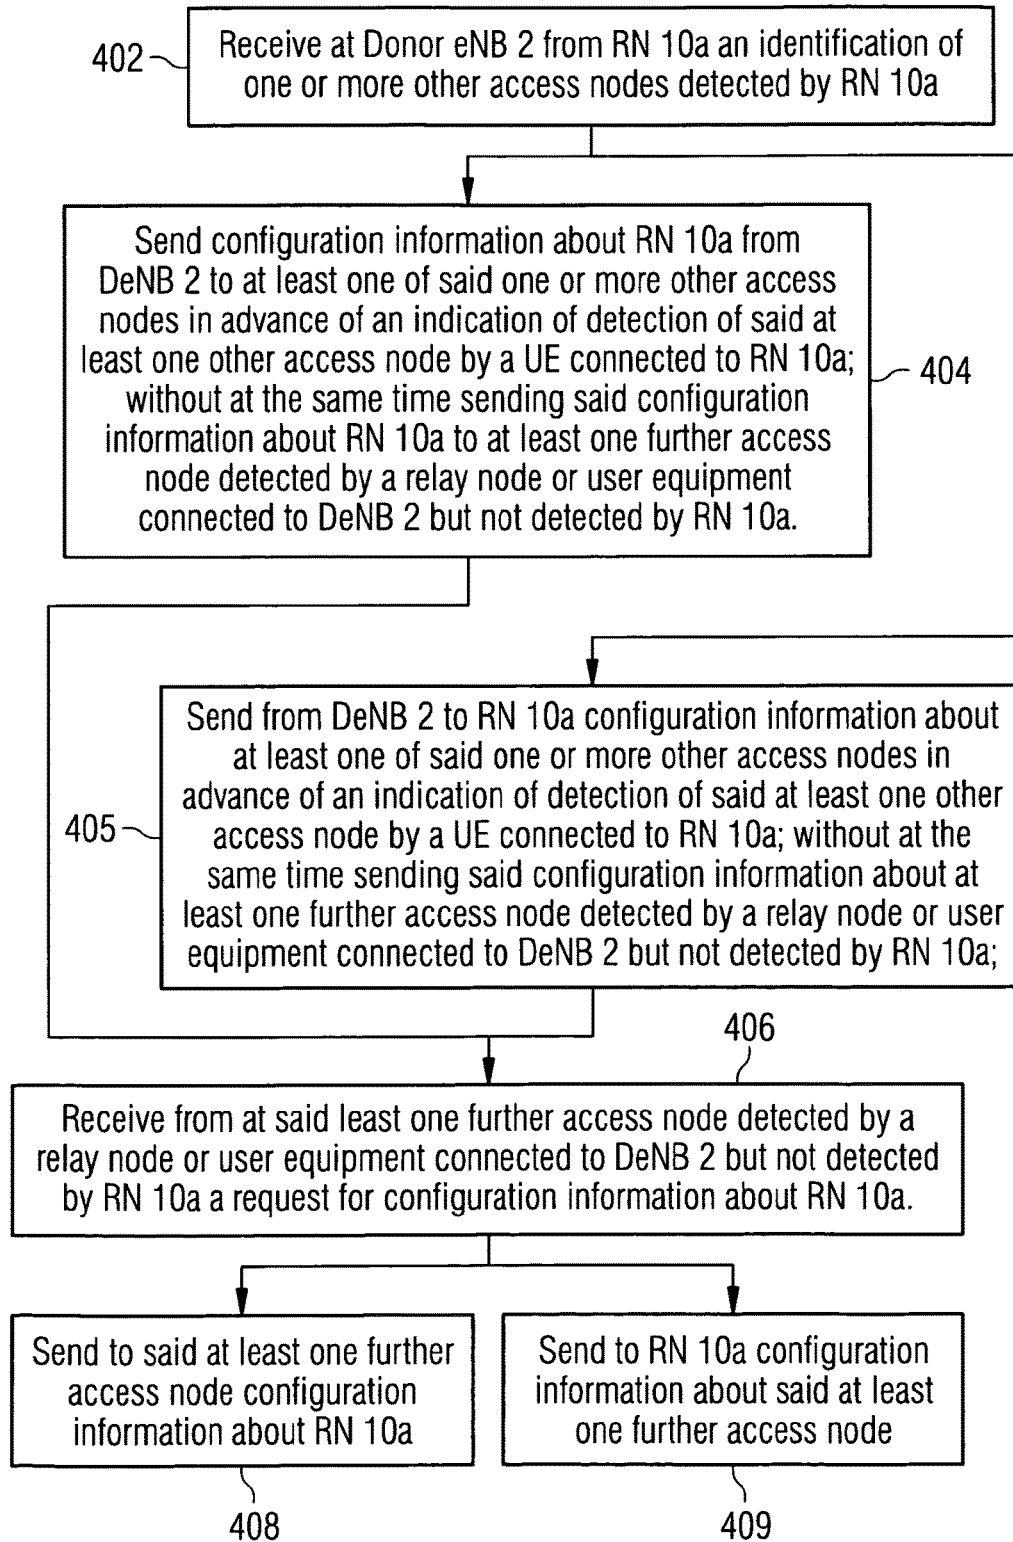 402
Receive at Donor eNB 2 from RN 10a an identification of
one or more other access nodes detected by RN 10a
Send configuration information about RN 10a from
DeNB 2 to at least one of said one or more other access
nodes in advance of an indication of detection of said at
least one other access node by a UE connected to RN 10a;
without at the same time sending said configuration
information about RN 10a to at least one further access
node detected by a relay node or user equipment
connected to DeNB 2 but not detected by RN 10a.
404
Send from DeNB 2 to RN 10a configuration information about
at least one of said one or more other access nodes in
advance of an indication of detection of said at least one other
access node by a UE connected to RN 10a; without at the
same time sending said configuration information about at
least one further access node detected by a relay node or user
equipment connected to DeNB 2 but not detected by RN 10a;
405
406
Receive from at said least one further access node detected by a
relay node or user equipment connected to DeNB 2 but not detected
by RN 10a a request for configuration information about RN 10a.
Send to said at least one further
access node configuration
information about RN 10a
408
Send to RN 10a configuration
information about said at least
one further access node
409